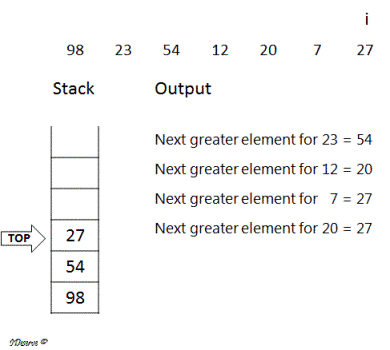 i
98 23 54 12 20 7 27
Stack Output
Next greater element for 23 = 54
Next greater element for 12 = 20
Next greater element for 7 = 27
Next greater element for 20 = 27
TOP 27
54
98
IDeserve ©